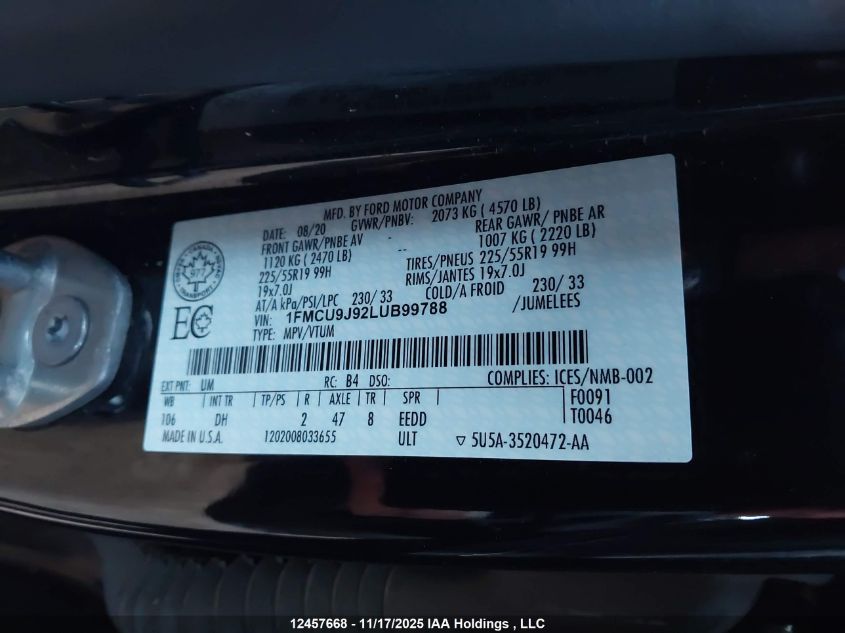 MFD. BY FORD MOTOR COMPANY
DATE: 08/20 GVWR/PNBV: 2073 KG ( 4570 LB)
FRONT GAWR/PNBE AV REAR GAWR/ PNBE AR
1120 KG ( 2470 LB) -- 1007 KG ( 2220 LB)
225/55R19 99H TIRES/PNEUS 225/55R19 99H
19x7.0J RIMS/JANTES 19x7.0J
AT/A kPa/PSI/LPC 230/ 33 COLD/A FROID 230/ 33
VIN: 1FMCU9J92LUB99788 /JUMELEES
TYPE: MPV/VTUM
CANADA
977
TRANSPORT
EC
EXT PNT: UM RC: B4 DSO: COMPLIES: ICES/NMB-002
WB INT TR TP/PS R AXLE TR SPR F0091
106 DH 2 47 8 EEDD T0046
MADE IN U.S.A. 1202008033655 ULT ▽ 5U5A-3520472-AA
12457668 - 11/17/2025 IAA Holdings , LLC